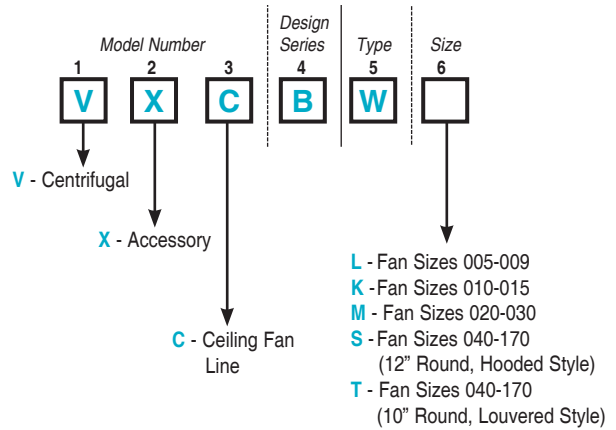 Design
Model Number Series Type Size
1 2 3 4 5 6
V X C B W
V - Centrifugal
X - Accessory
C - Ceiling Fan
Line
L - Fan Sizes 005-009
K - Fan Sizes 010-015
M - Fan Sizes 020-030
S - Fan Sizes 040-170
(12” Round, Hooded Style)
T - Fan Sizes 040-170
(10” Round, Louvered Style)